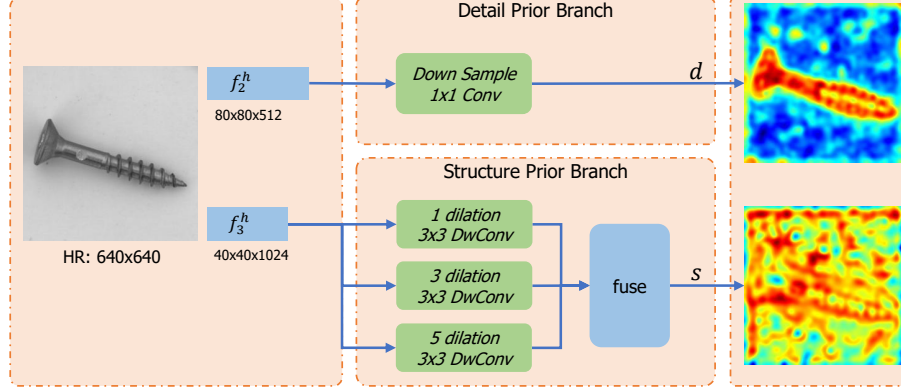 Detail Prior Branch
f₂ʰ
80x80x512
Down Sample
1x1 Conv
d
HR: 640x640
f₃ʰ
40x40x1024
Structure Prior Branch
1 dilation
3x3 DwConv
3 dilation
3x3 DwConv
5 dilation
3x3 DwConv
fuse
s